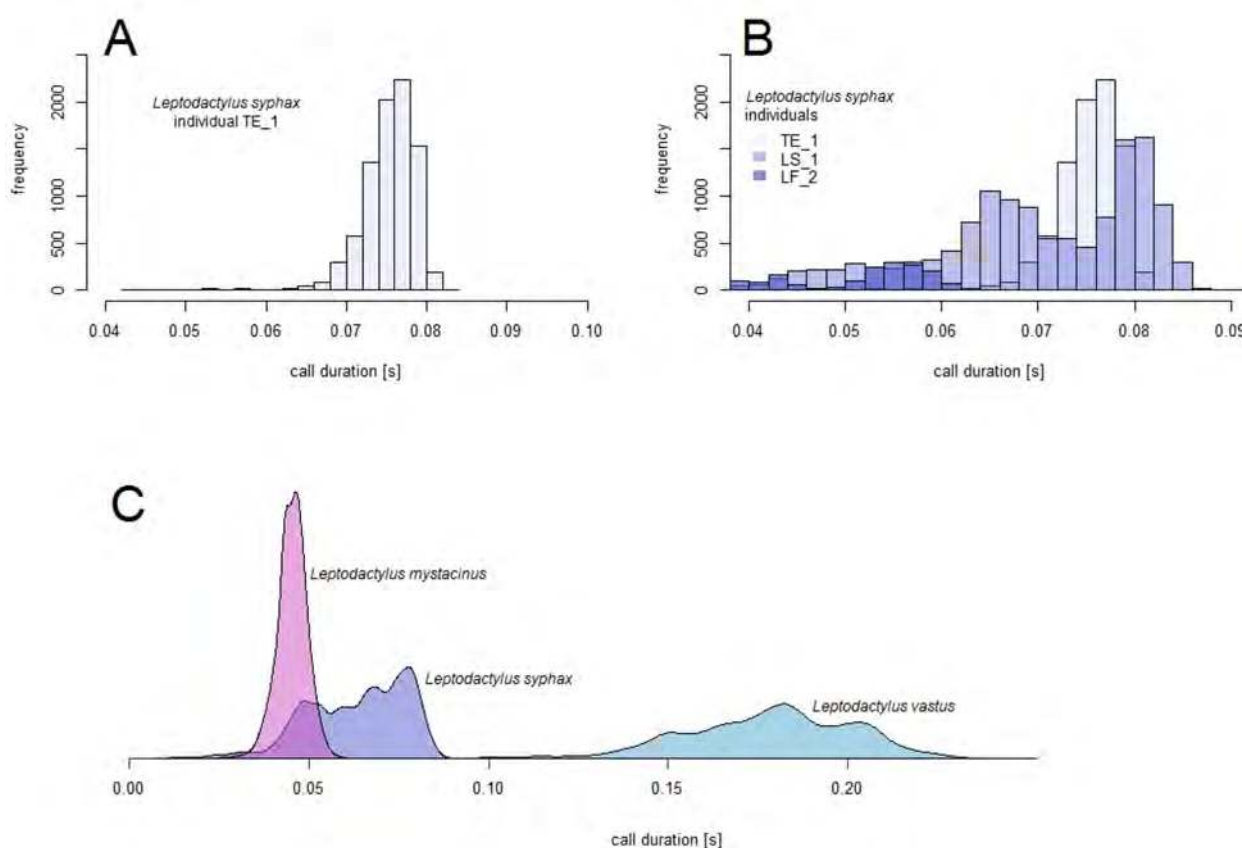 A
Leptodactylus syphax
individual TE_1
frequency
0 500 1000 2000
0.04 0.05 0.06 0.07 0.08 0.09 0.10
call duration [s]
B
Leptodactylus syphax
individuals
TE_1
LS_1
LF_2
frequency
0 500 1000 2000
0.04 0.05 0.06 0.07 0.08 0.09
call duration [s]
C
Leptodactylus mystacinus
Leptodactylus syphax
Leptodactylus vastus
0.00 0.05 0.10 0.15 0.20
call duration [s]